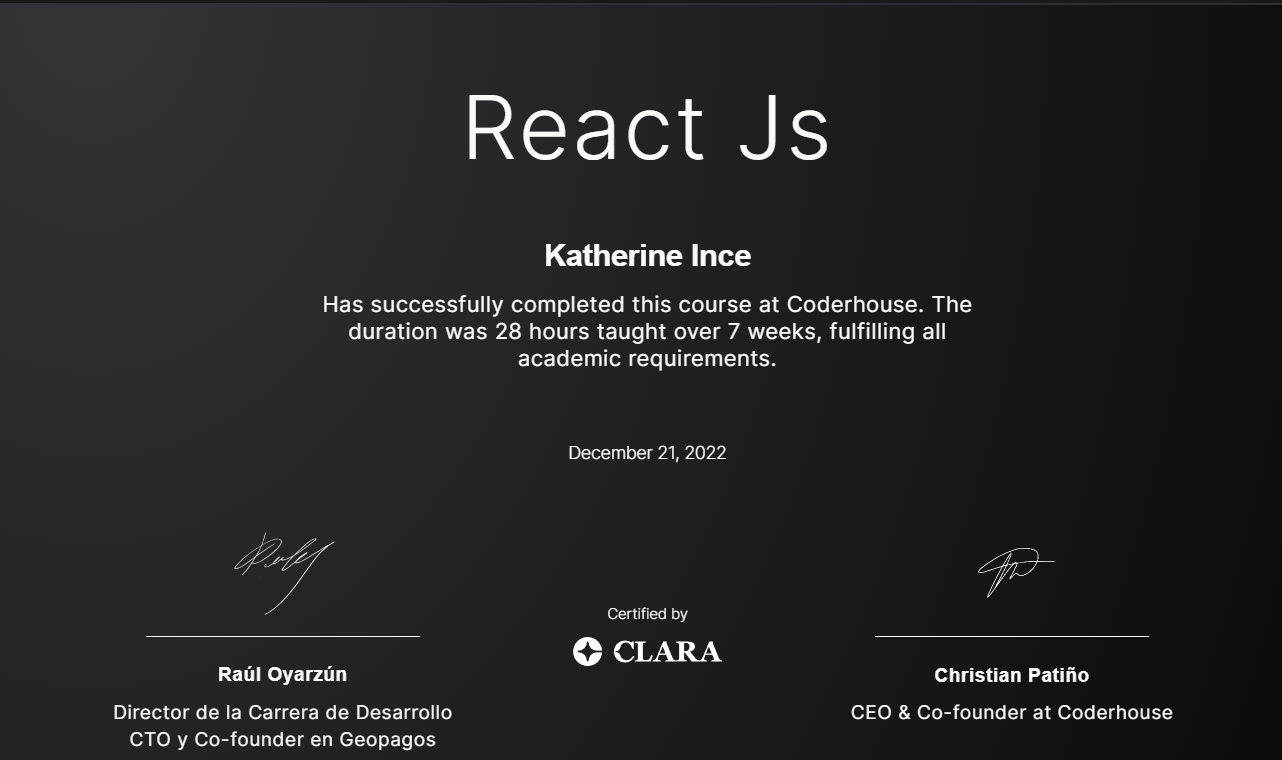 React Js
Katherine Ince
Has successfully completed this course at Coderhouse. The
duration was 28 hours taught over 7 weeks, fulfilling all
academic requirements.
December 21, 2022
Certified by
CLARA
Raúl Oyarzún
Director de la Carrera de Desarrollo
CTO y Co-founder en Geopagos
Christian Patiño
CEO & Co-founder at Coderhouse